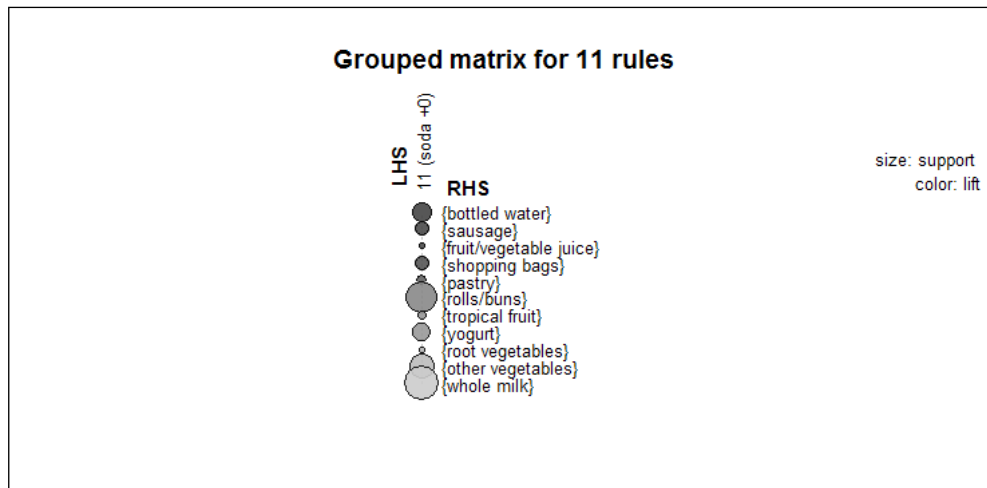 Grouped matrix for 11 rules
LHS
11 (soda +0)
RHS
size: support
color: lift
{bottled water}
{sausage}
{fruit/vegetable juice}
{shopping bags}
{pastry}
{rolls/buns}
{tropical fruit}
{yogurt}
{root vegetables}
{other vegetables}
{whole milk}